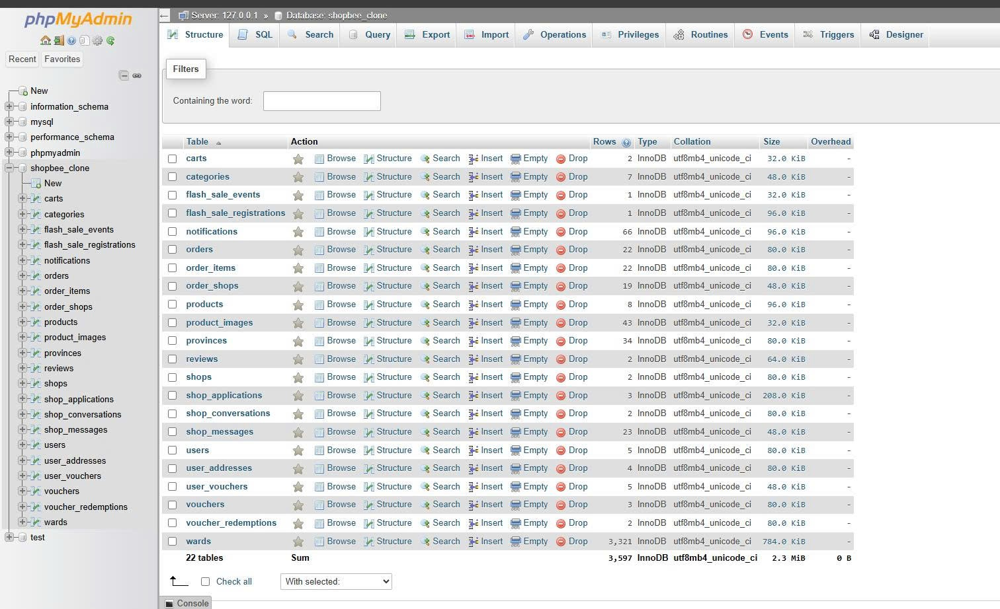 phpMyAdmin
Recent Favorites
New
information_schema
mysql
performance_schema
phpmyadmin
shopbee_clone
New
carts
categories
flash_sale_events
flash_sale_registrations
notifications
orders
order_items
order_shops
products
product_images
provinces
reviews
shops
shop_applications
shop_conversations
shop_messages
users
user_addresses
user_vouchers
vouchers
voucher_redemptions
wards
test
Server: 127.0.0.1 » Database: shopbee_clone
Structure SQL Search Query Export Import Operations Privileges Routines Events Triggers Designer
Filters
Containing the word:
Table Action Rows Type Collation Size Overhead
carts Browse Structure Search Insert Empty Drop 2 InnoDB utf8mb4_unicode_ci 32.0 KiB -
categories Browse Structure Search Insert Empty Drop 7 InnoDB utf8mb4_unicode_ci 48.0 KiB -
flash_sale_events Browse Structure Search Insert Empty Drop 1 InnoDB utf8mb4_unicode_ci 32.0 KiB -
flash_sale_registrations Browse Structure Search Insert Empty Drop 1 InnoDB utf8mb4_unicode_ci 96.0 KiB -
notifications Browse Structure Search Insert Empty Drop 66 InnoDB utf8mb4_unicode_ci 96.0 KiB -
orders Browse Structure Search Insert Empty Drop 22 InnoDB utf8mb4_unicode_ci 80.0 KiB -
order_items Browse Structure Search Insert Empty Drop 22 InnoDB utf8mb4_unicode_ci 80.0 KiB -
order_shops Browse Structure Search Insert Empty Drop 19 InnoDB utf8mb4_unicode_ci 48.0 KiB -
products Browse Structure Search Insert Empty Drop 8 InnoDB utf8mb4_unicode_ci 96.0 KiB -
product_images Browse Structure Search Insert Empty Drop 43 InnoDB utf8mb4_unicode_ci 32.0 KiB -
provinces Browse Structure Search Insert Empty Drop 34 InnoDB utf8mb4_unicode_ci 80.0 KiB -
reviews Browse Structure Search Insert Empty Drop 2 InnoDB utf8mb4_unicode_ci 64.0 KiB -
shops Browse Structure Search Insert Empty Drop 2 InnoDB utf8mb4_unicode_ci 80.0 KiB -
shop_applications Browse Structure Search Insert Empty Drop 3 InnoDB utf8mb4_unicode_ci 208.0 KiB -
shop_conversations Browse Structure Search Insert Empty Drop 2 InnoDB utf8mb4_unicode_ci 80.0 KiB -
shop_messages Browse Structure Search Insert Empty Drop 23 InnoDB utf8mb4_unicode_ci 48.0 KiB -
users Browse Structure Search Insert Empty Drop 5 InnoDB utf8mb4_unicode_ci 80.0 KiB -
user_addresses Browse Structure Search Insert Empty Drop 4 InnoDB utf8mb4_unicode_ci 80.0 KiB -
user_vouchers Browse Structure Search Insert Empty Drop 5 InnoDB utf8mb4_unicode_ci 48.0 KiB -
vouchers Browse Structure Search Insert Empty Drop 3 InnoDB utf8mb4_unicode_ci 80.0 KiB -
voucher_redemptions Browse Structure Search Insert Empty Drop 2 InnoDB utf8mb4_unicode_ci 80.0 KiB -
wards Browse Structure Search Insert Empty Drop 3,321 InnoDB utf8mb4_unicode_ci 784.0 KiB -
22 tables Sum 3,597 InnoDB utf8mb4_unicode_ci 2.3 MiB 0 B
Check all With selected:
Console